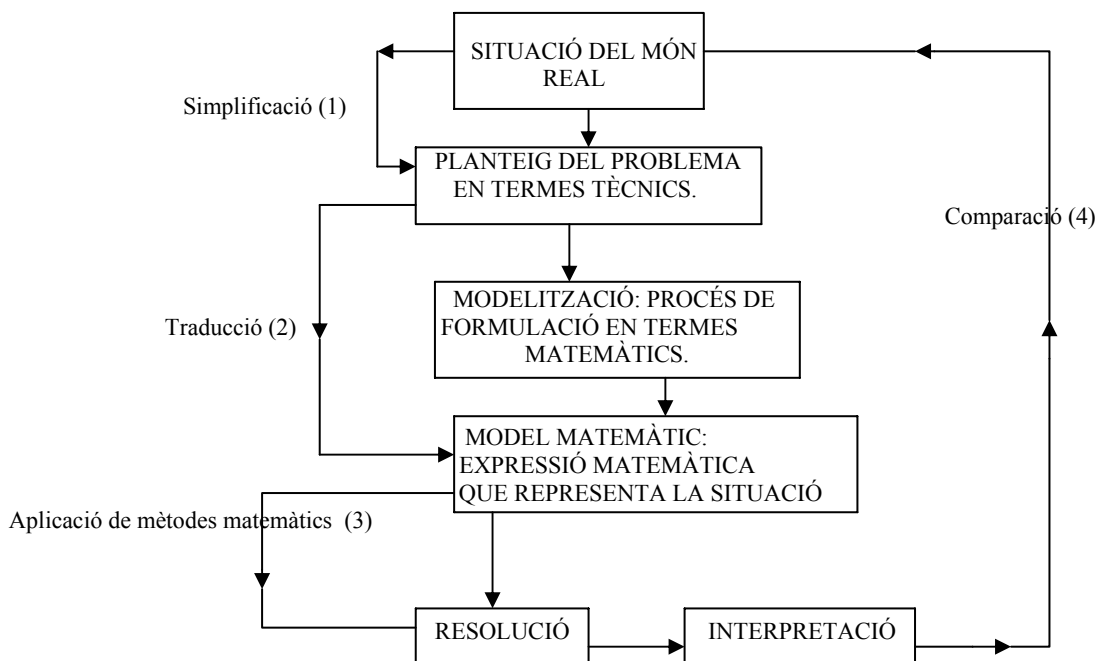 SITUACIÓ DEL MÓN
REAL
Simplificació (1)
PLANTEIG DEL PROBLEMA
EN TERMES TÈCNICS.
Comparació (4)
MODELITZACIÓ: PROCÉS DE
FORMULACIÓ EN TERMES
MATEMÀTICS.
Traducció (2)
MODEL MATEMÀTIC:
EXPRESSIÓ MATEMÀTICA
QUE REPRESENTA LA SITUACIÓ
Aplicació de mètodes matemàtics (3)
RESOLUCIÓ
INTERPRETACIÓ